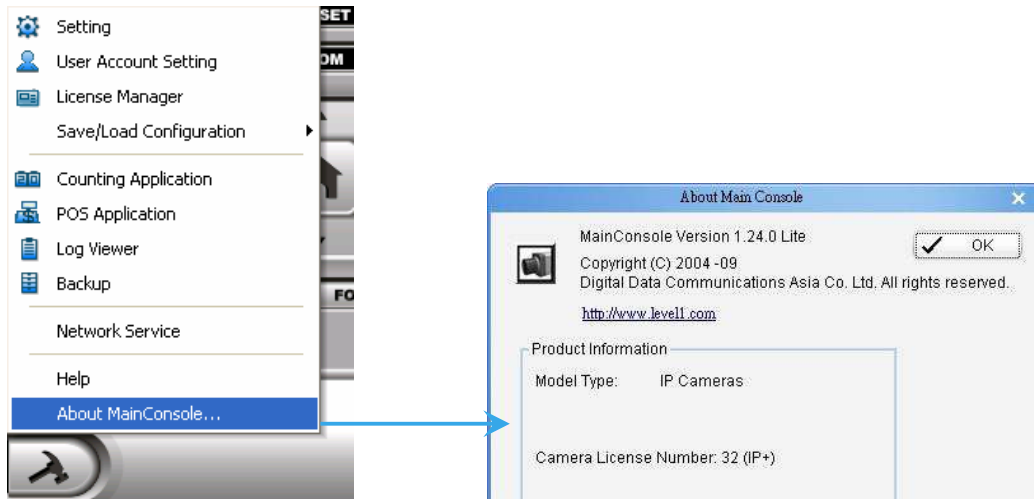 SET
Setting
User Account Setting
OM
License Manager
Save/Load Configuration
Counting Application
POS Application
Log Viewer
Backup
FO
Network Service
Help
About MainConsole...
About Main Console
MainConsole Version 1.24.0 Lite
OK
Copyright (C) 2004 -09
Digital Data Communications Asia Co. Ltd. All rights reserved.
http://www.level1.com
Product Information
Model Type: IP Cameras
Camera License Number: 32 (IP+)